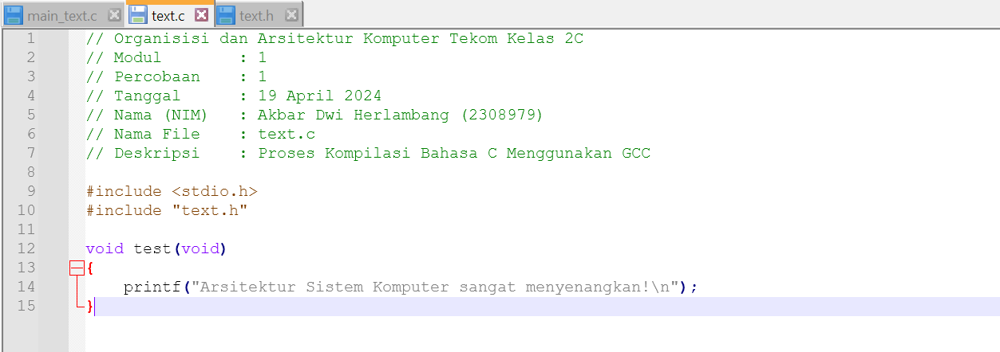 main_text.c text.c text.h
1 // Organisisi dan Arsitektur Komputer Tekom Kelas 2C
2 // Modul : 1
3 // Percobaan : 1
4 // Tanggal : 19 April 2024
5 // Nama (NIM) : Akbar Dwi Herlambang (2308979)
6 // Nama File : text.c
7 // Deskripsi : Proses Kompilasi Bahasa C Menggunakan GCC
8
9 #include <stdio.h>
10 #include "text.h"
11
12 void test(void)
13 {
14 printf("Arsitektur Sistem Komputer sangat menyenangkan!\n");
15 }